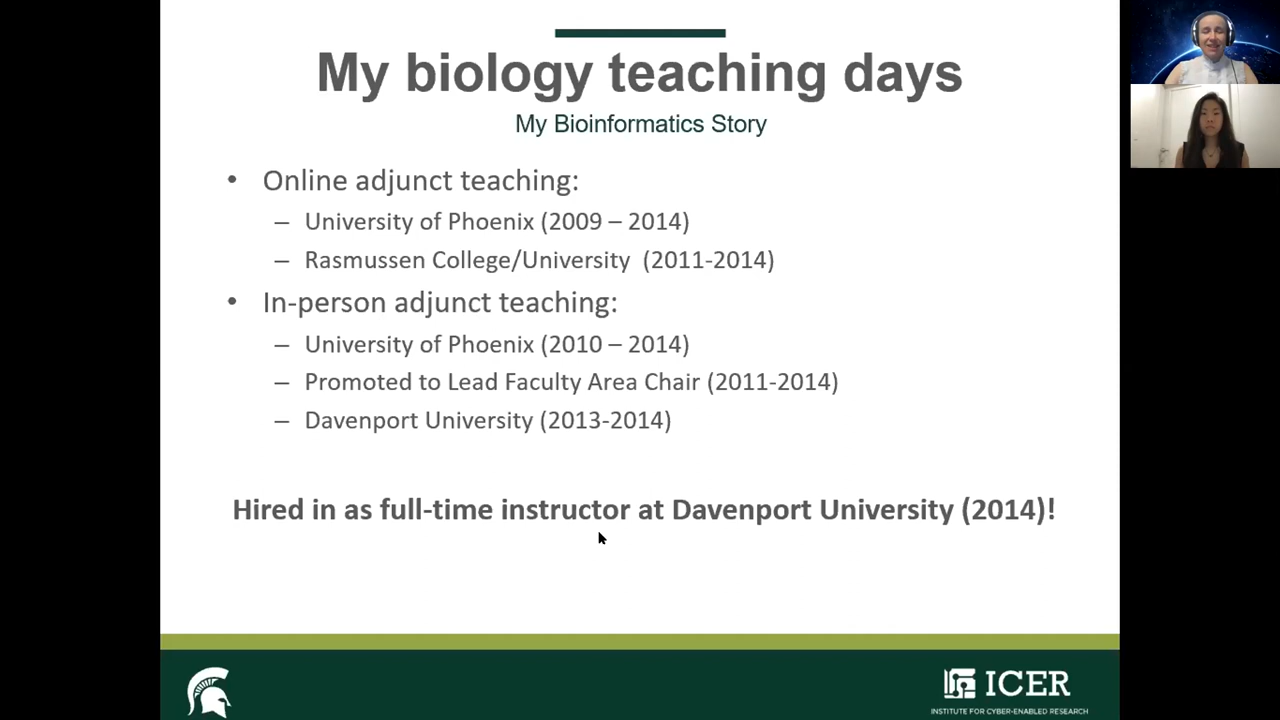 My biology teaching days
My Bioinformatics Story
• Online adjunct teaching:
– University of Phoenix (2009 – 2014)
– Rasmussen College/University (2011-2014)
• In-person adjunct teaching:
– University of Phoenix (2010 – 2014)
– Promoted to Lead Faculty Area Chair (2011-2014)
– Davenport University (2013-2014)
Hired in as full-time instructor at Davenport University (2014)!
ICER
INSTITUTE FOR CYBER-ENABLED RESEARCH